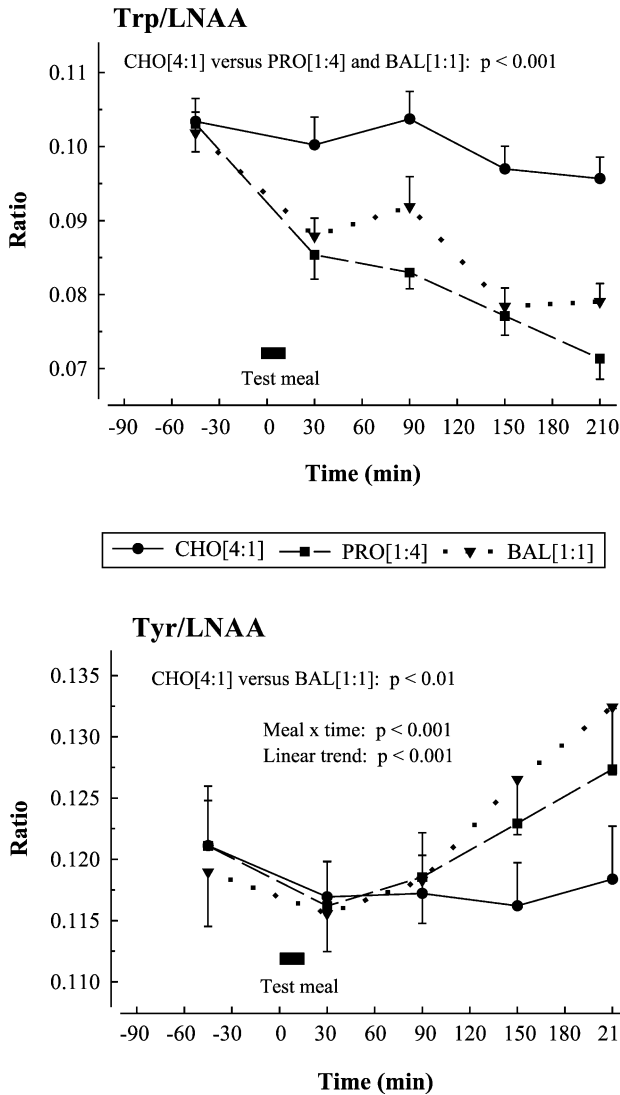 Trp/LNAA
CHO[4:1] versus PRO[1:4] and BAL[1:1]: p < 0.001
0.11
0.10
0.09
0.08
0.07
Ratio
Test meal
-90 -60 -30 0 30 60 90 120 150 180 210
Time (min)
CHO[4:1] PRO[1:4] BAL[1:1]
Tyr/LNAA
CHO[4:1] versus BAL[1:1]: p < 0.01
Meal x time: p < 0.001
Linear trend: p < 0.001
0.135
0.130
0.125
0.120
0.115
0.110
Ratio
Test meal
-90 -60 -30 0 30 60 90 120 150 180 21
Time (min)